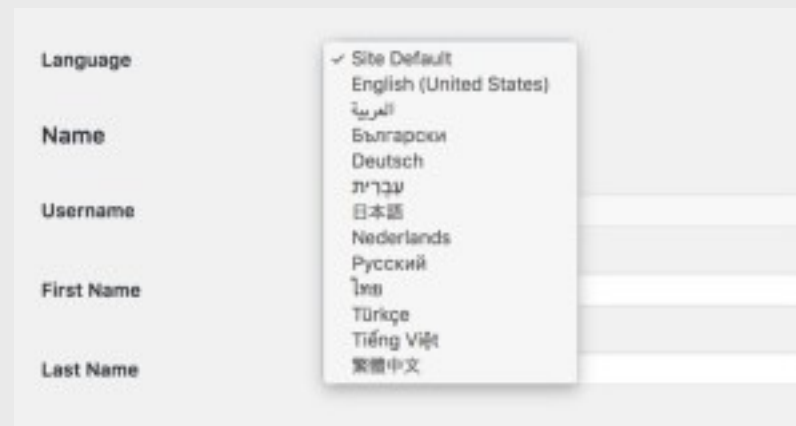 Language
✓ Site Default
English (United States)
العربية
Български
Deutsch
עִבְרִית
日本語
Nederlands
Русский
ไทย
Türkçe
Tiếng Việt
繁體中文
Name
Username
First Name
Last Name